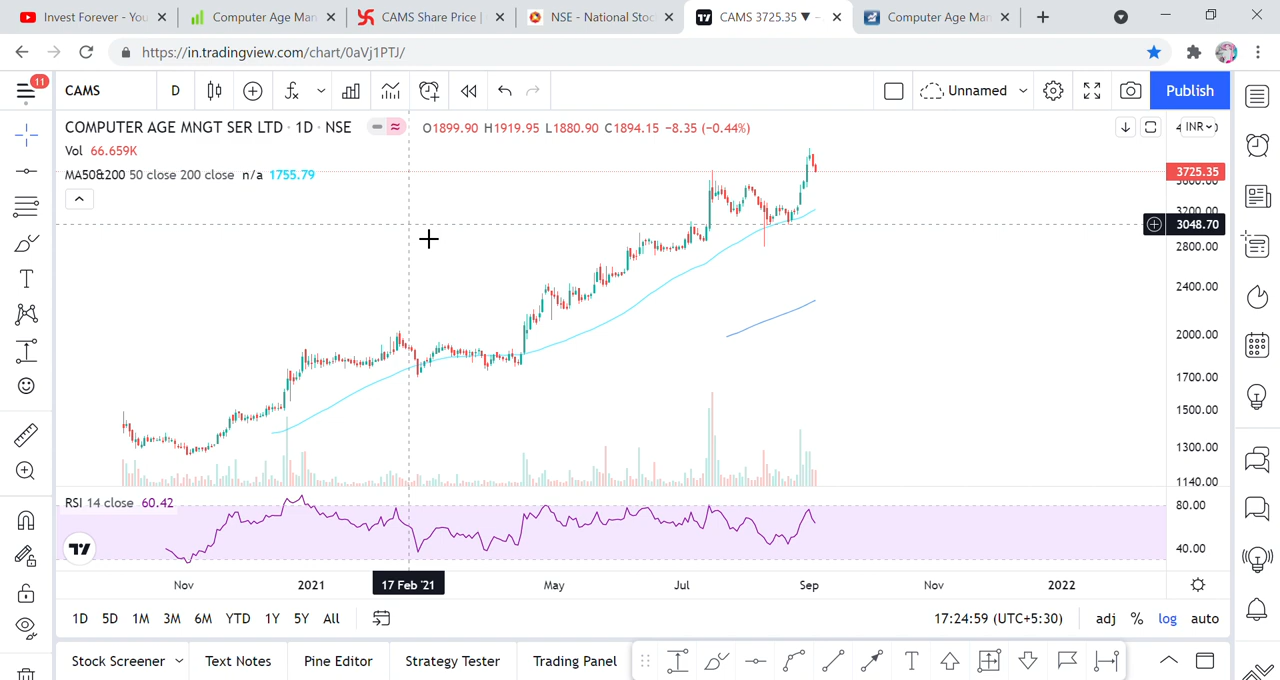 Invest Forever - You
Computer Age Man
CAMS Share Price |
NSE - National Stoc
CAMS 3725.35 ▼ -
Computer Age Man
https://in.tradingview.com/chart/0aVj1PTJ/
11
CAMS
D
Unnamed
Publish
COMPUTER AGE MNGT SER LTD · 1D · NSE
O1899.90 H1919.95 L1880.90 C1894.15 −8.35 (−0.44%)
INR
Vol 66.659K
MA50&200 50 close 200 close n/a 1755.79
3725.35
3200.00
3048.70
2800.00
2400.00
2000.00
1700.00
1500.00
1300.00
1140.00
RSI 14 close 60.42
80.00
40.00
Nov
2021
17 Feb '21
May
Jul
Sep
Nov
2022
1D 5D 1M 3M 6M YTD 1Y 5Y All
17:24:59 (UTC+5:30)
adj % log auto
Stock Screener
Text Notes
Pine Editor
Strategy Tester
Trading Panel